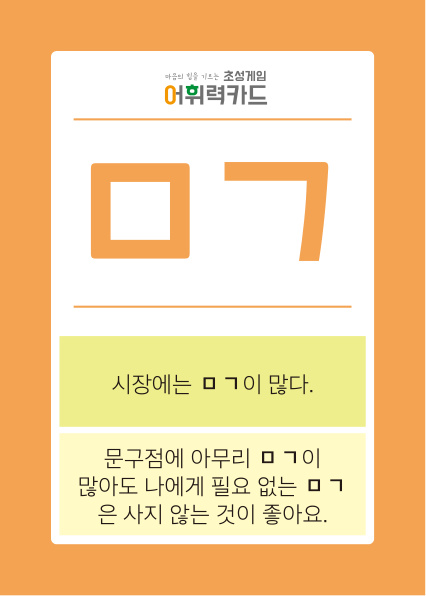 마음의 힘을 기르는 초성게임
어휘력카드
ㅁㄱ
시장에는 ㅁㄱ이 많다.
문구점에 아무리 ㅁㄱ이
많아도 나에게 필요 없는 ㅁㄱ
은 사지 않는 것이 좋아요.